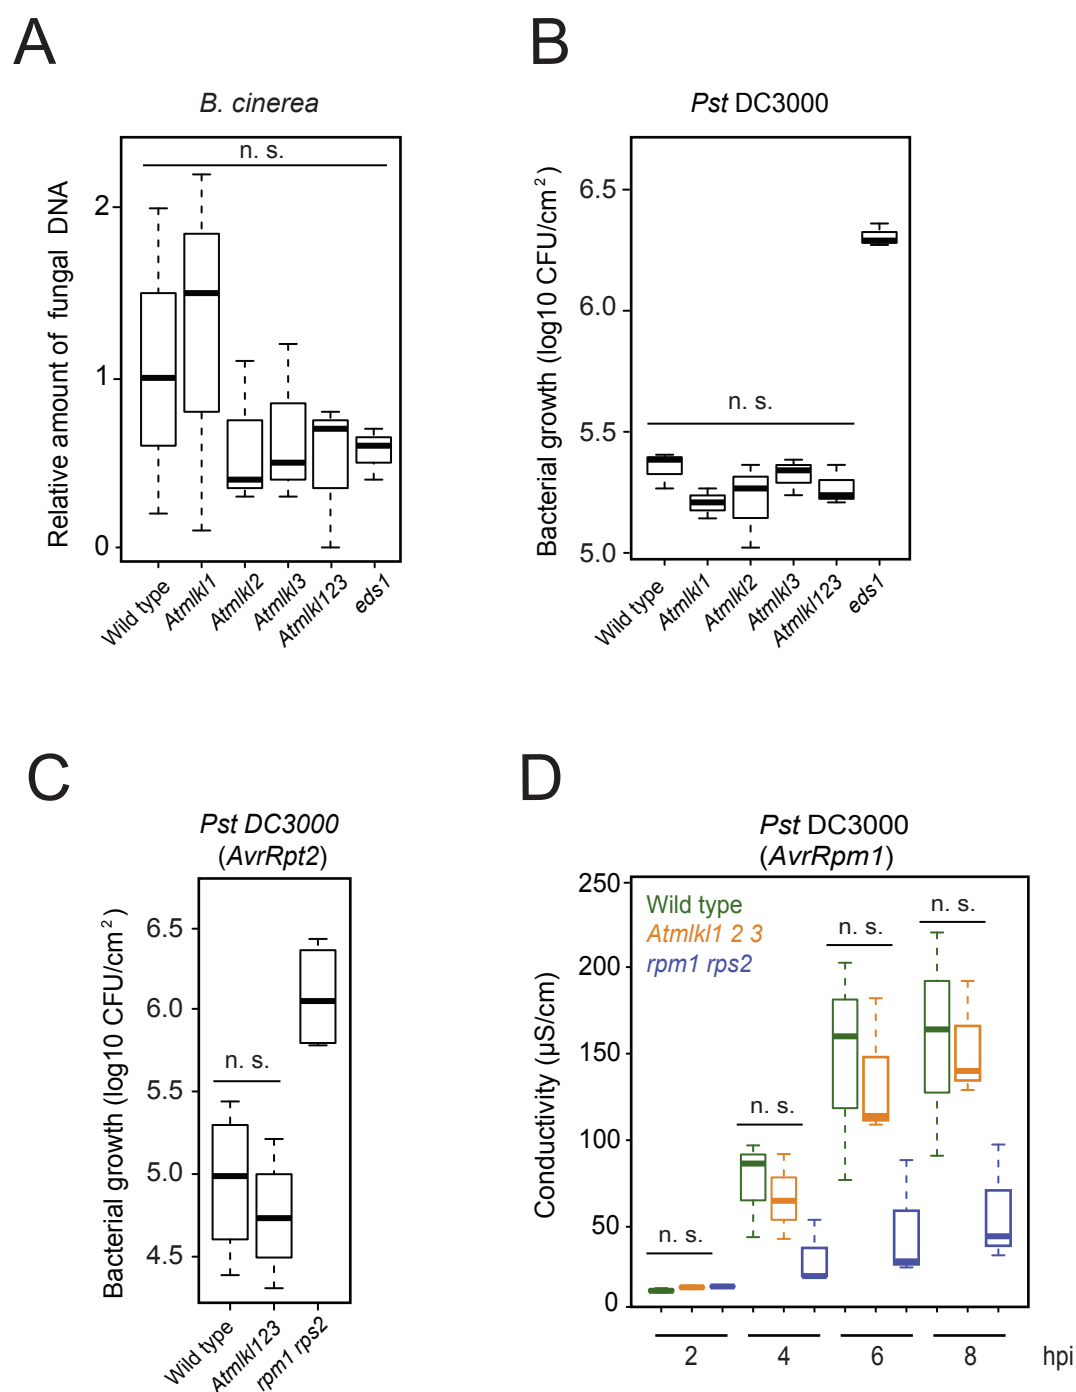 A
B. cinerea
n. s.
Relative amount of fungal DNA
2
1
0
Wild type
Atmlkl1
Atmlkl2
Atmlkl3
Atmlkl123
eds1
B
Pst DC3000
Bacterial growth (log10 CFU/cm²)
6.5
6.0
5.5
5.0
n. s.
Wild type
Atmlkl1
Atmlkl2
Atmlkl3
Atmlkl123
eds1
C
Pst DC3000
(AvrRpt2)
Bacterial growth (log10 CFU/cm²)
6.5
6.0
5.5
5.0
4.5
n. s.
Wild type
Atmlkl123
rpm1 rps2
D
Pst DC3000
(AvrRpm1)
Conductivity (µS/cm)
250
200
150
100
50
0
Wild type
Atmlkl1 2 3
rpm1 rps2
n. s.
n. s.
n. s.
n. s.
2 4 6 8 hpi